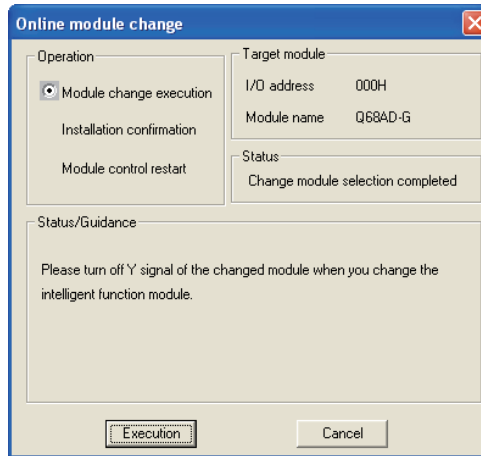 Online module change
Operation
Module change execution
Installation confirmation
Module control restart
Target module
I/O address 000H
Module name Q68AD-G
Status
Change module selection completed
Status/Guidance
Please turn off Y signal of the changed module when you change the
intelligent function module.
Execution
Cancel